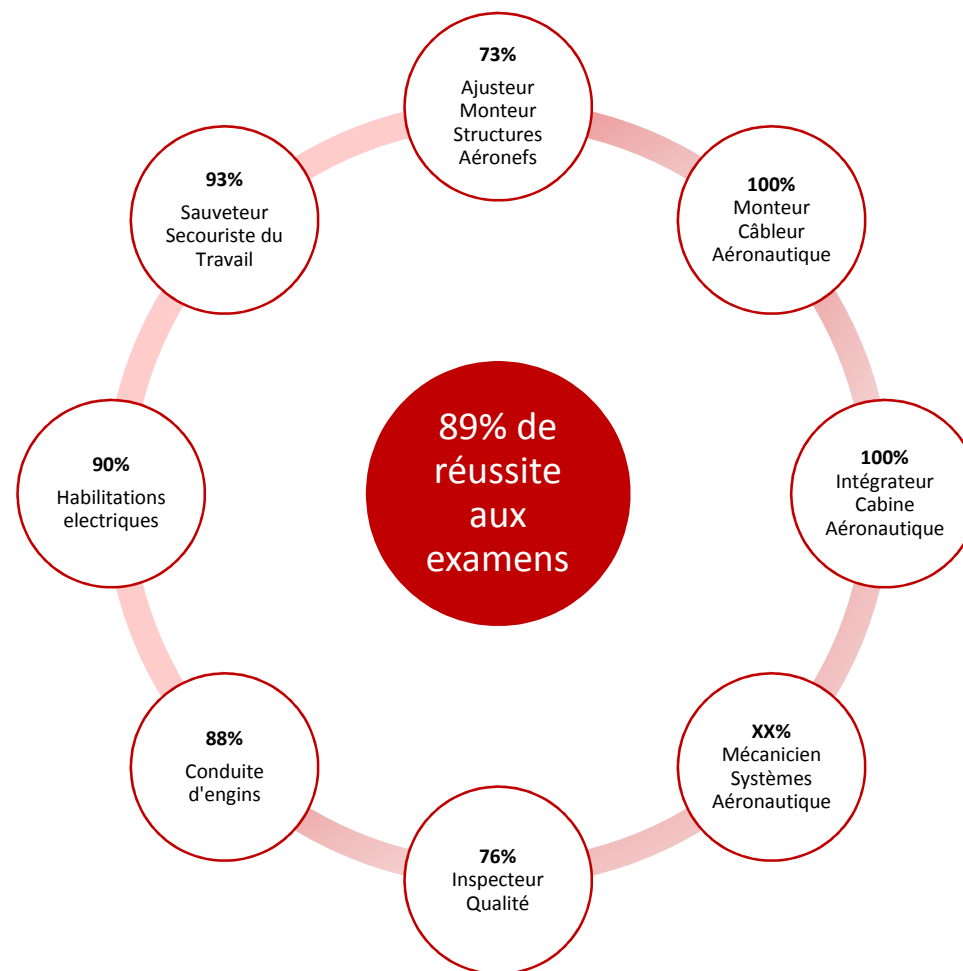 73%
Ajusteur
Monteur
Structures
Aéronefs
100%
Monteur
Câbleur
Aéronautique
100%
Intégrateur
Cabine
Aéronautique
XX%
Mécanicien
Systèmes
Aéronautique
76%
Inspecteur
Qualité
88%
Conduite
d'engins
90%
Habilitations
electriques
93%
Sauveteur
Secouriste du
Travail
89% de
réussite
aux
examens